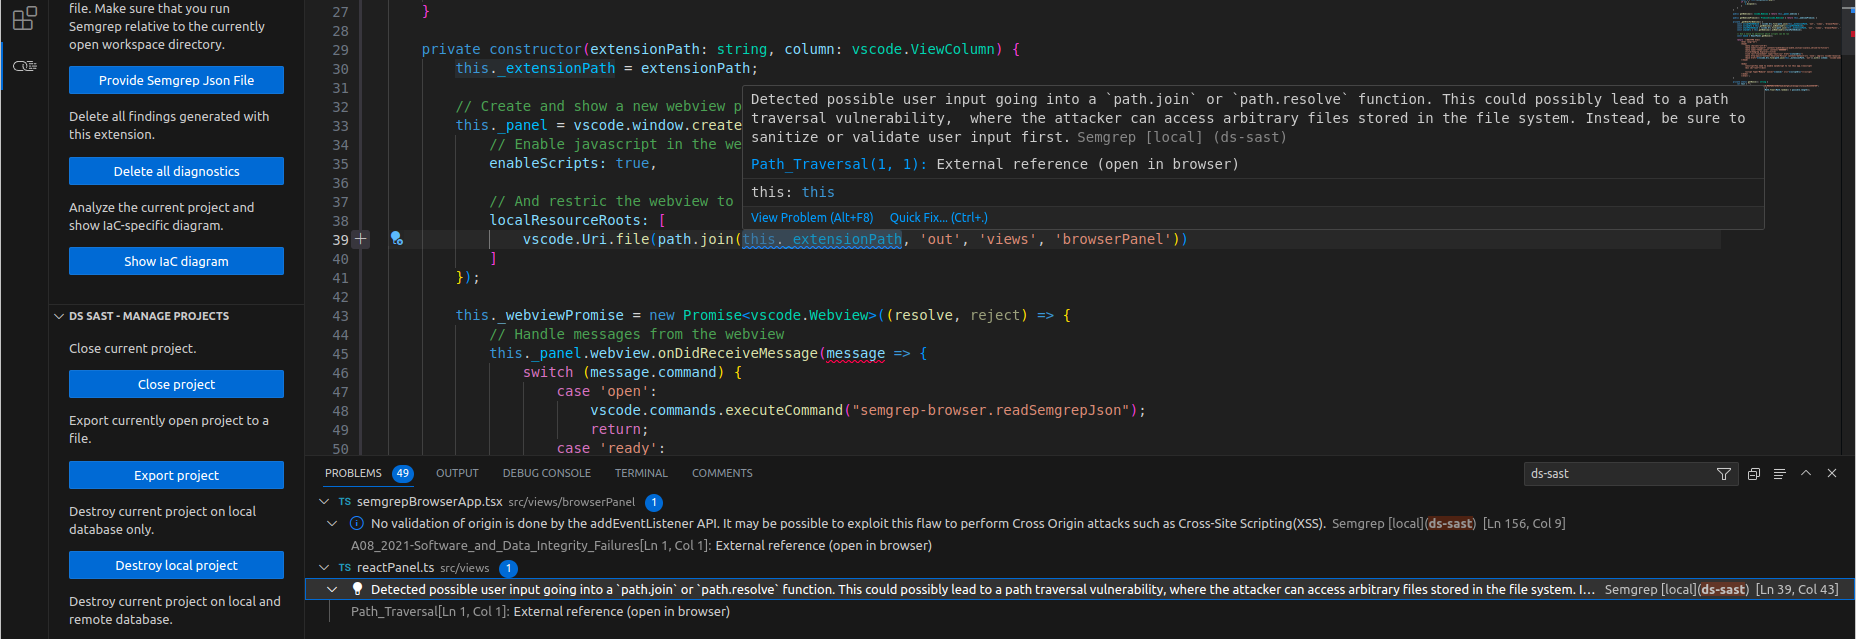 file. Make sure that you run
Semgrep relative to the currently
open workspace directory.
Provide Semgrep Json File
Delete all findings generated with
this extension.
Delete all diagnostics
Analyze the current project and
show IaC-specific diagram.
Show IaC diagram
DS SAST - MANAGE PROJECTS
Close current project.
Close project
Export currently open project to a
file.
Export project
Destroy current project on local
database only.
Destroy local project
Destroy current project on local and
remote database.
27 }
28
29 private constructor(extensionPath: string, column: vscode.ViewColumn) {
30 this._extensionPath = extensionPath;
31
32 // Create and show a new webview p
33 this._panel = vscode.window.create
34 // Enable javascript in the we
35 enableScripts: true,
36
37 // And restric the webview to
38 localResourceRoots: [
39 vscode.Uri.file(path.join(this._extensionPath, 'out', 'views', 'browserPanel'))
40 ]
41 });
42
43 this._webviewPromise = new Promise<vscode.Webview>((resolve, reject) => {
44 // Handle messages from the webview
45 this._panel.webview.onDidReceiveMessage(message => {
46 switch (message.command) {
47 case 'open':
48 vscode.commands.executeCommand("semgrep-browser.readSemgrepJson");
49 return;
50 case 'ready':
Detected possible user input going into a `path.join` or `path.resolve` function. This could possibly lead to a path
traversal vulnerability,  where the attacker can access arbitrary files stored in the file system. Instead, be sure to
sanitize or validate user input first. Semgrep [local] (ds-sast)
Path_Traversal(1, 1): External reference (open in browser)
this: this
View Problem (Alt+F8) Quick Fix... (Ctrl+.)
PROBLEMS 49 OUTPUT DEBUG CONSOLE TERMINAL COMMENTS ds-sast
TS semgrepBrowserApp.tsx src/views/browserPanel 1
No validation of origin is done by the addEventListener API. It may be possible to exploit this flaw to perform Cross Origin attacks such as Cross-Site Scripting(XSS). Semgrep [local](ds-sast) [Ln 156, Col 9]
A08_2021-Software_and_Data_Integrity_Failures[Ln 1, Col 1]: External reference (open in browser)
TS reactPanel.ts src/views 1
Detected possible user input going into a `path.join` or `path.resolve` function. This could possibly lead to a path traversal vulnerability, where the attacker can access arbitrary files stored in the file system. I... Semgrep [local](ds-sast) [Ln 39, Col 43]
Path_Traversal[Ln 1, Col 1]: External reference (open in browser)